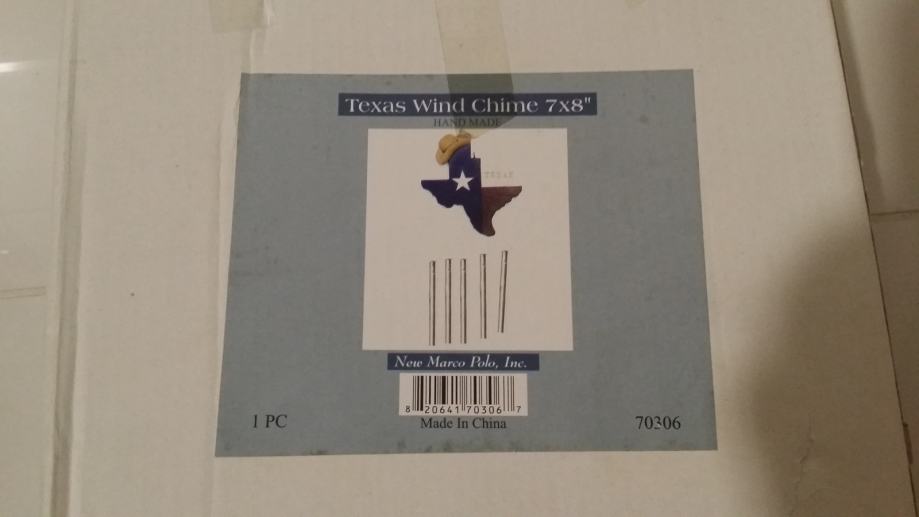 Texas Wind Chime 7x8"
HAND MADE
TEXAS
New Marco Polo, Inc.
8 20641 70306 7
Made In China
1 PC
70306